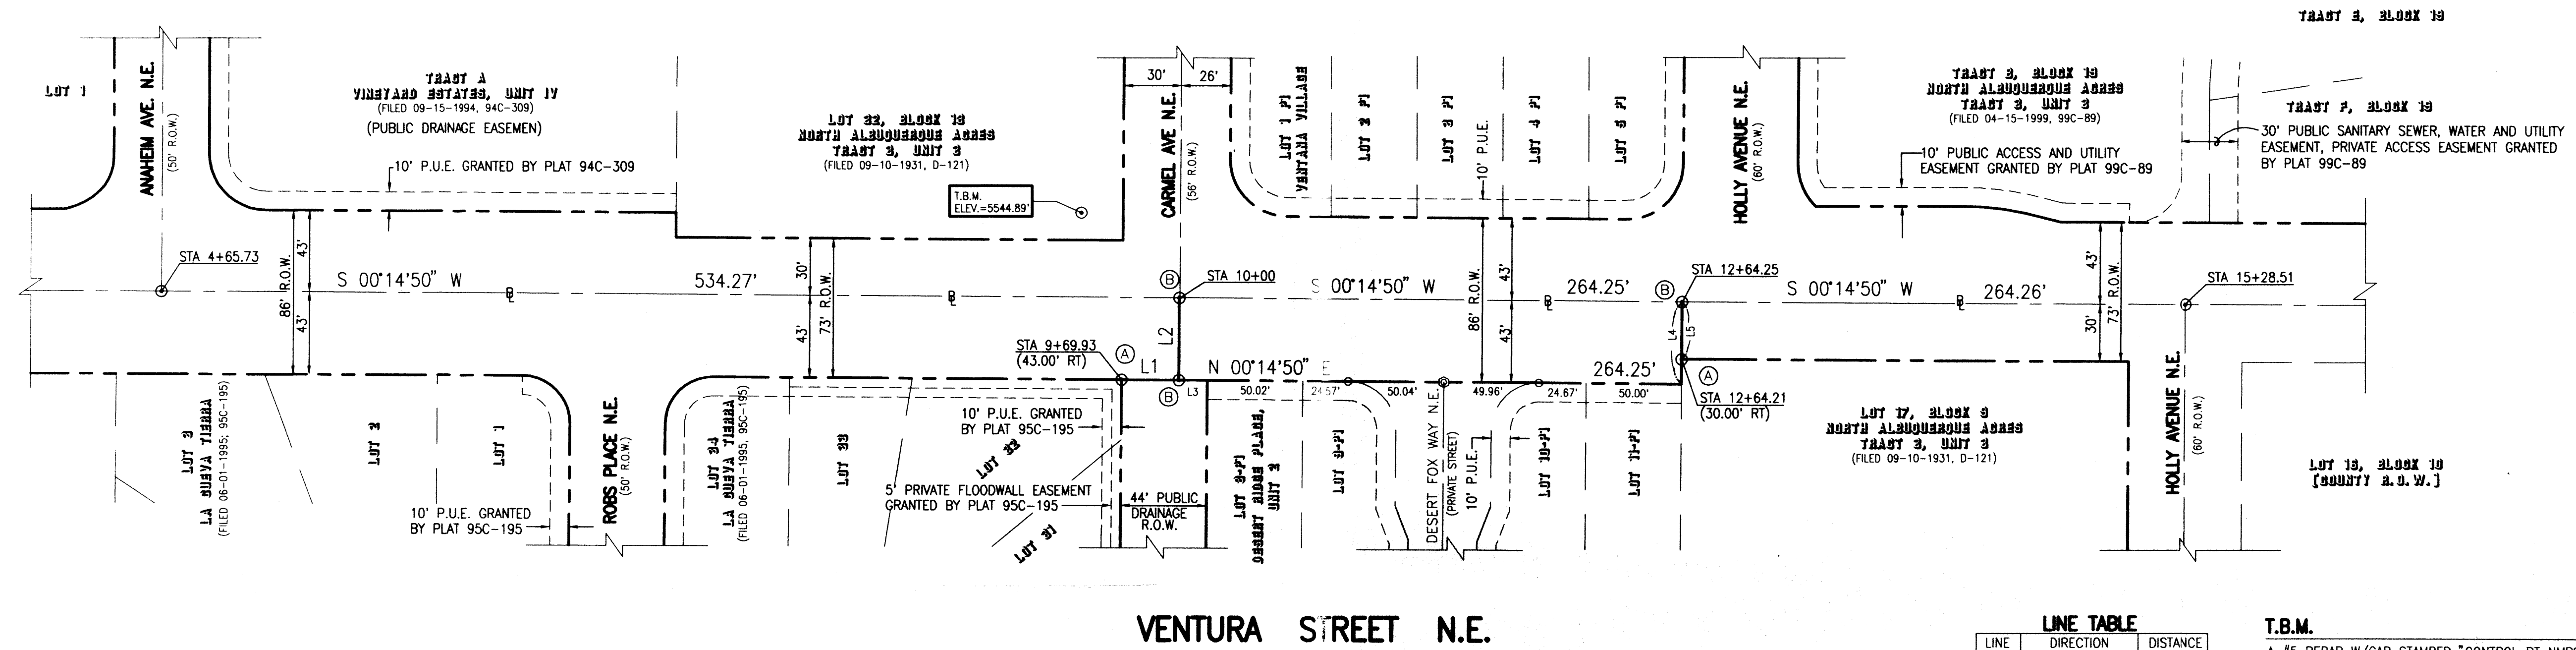 TRACT E, BLOCK 19
LOT 1
ANAHEIM AVE. N.E.
(50' R.O.W.)
TRACT A
VINEYARD ESTATES, UNIT IV
(FILED 09-15-1994, 94C-309)
(PUBLIC DRAINAGE EASEMEN)
10' P.U.E. GRANTED BY PLAT 94C-309
LOT 22, BLOCK 19
NORTH ALBUQUERQUE ACRES
TRACT 3, UNIT 3
(FILED 09-10-1931, D-121)
T.B.M.
ELEV.=5544.89'
30'
26'
CARMEL AVE N.E.
(56' R.O.W.)
LOT 1 P1
VENTANA VILLAGE
LOT 2 P1
LOT 3 P1
10' P.U.E.
LOT 4 P1
LOT 5 P1
HOLLY AVENUE N.E.
(60' R.O.W.)
TRACT B, BLOCK 19
NORTH ALBUQUERQUE ACRES
TRACT 3, UNIT 3
(FILED 04-15-1999, 99C-89)
10' PUBLIC ACCESS AND UTILITY
EASEMENT GRANTED BY PLAT 99C-89
TRACT F, BLOCK 19
30' PUBLIC SANITARY SEWER, WATER AND UTILITY
EASEMENT, PRIVATE ACCESS EASEMENT GRANTED
BY PLAT 99C-89
STA 4+65.73
86' R.O.W.
43'
43'
S 00°14'50" W
534.27'
30'
43'
73' R.O.W.
B
STA 10+00
S 00°14'50" W
86' R.O.W.
43'
43'
264.25'
B
STA 12+64.25
S 00°14'50" W
264.26'
43'
30'
73' R.O.W.
STA 15+28.51
STA 9+69.93
(43.00' RT)
A
L1
L2
B
L3
N 00°14'50" E
264.25'
50.02'
24.57'
50.04'
49.96'
24.67'
50.00'
L4
L5
A
STA 12+64.21
(30.00' RT)
LOT 3
LA CUEVA TIERRA
(FILED 06-01-1995; 95C-195)
LOT 2
LOT 1
10' P.U.E. GRANTED
BY PLAT 95C-195
ROBS PLACE N.E.
(50' R.O.W.)
LOT 34
LA CUEVA TIERRA
(FILED 06-01-1995, 95C-195)
LOT 33
10' P.U.E. GRANTED
BY PLAT 95C-195
LOT 32
5' PRIVATE FLOODWALL EASEMENT
GRANTED BY PLAT 95C-195
LOT 31
44' PUBLIC
DRAINAGE
R.O.W.
LOT 8-P1
DESERT RIDGE PLACE,
UNIT 2
LOT 9-P1
DESERT FOX WAY N.E.
(PRIVATE STREET)
10' P.U.E.
LOT 10-P1
LOT 11-P1
LOT 17, BLOCK 9
NORTH ALBUQUERQUE ACRES
TRACT 3, UNIT 3
(FILED 09-10-1931, D-121)
HOLLY AVENUE N.E.
(60' R.O.W.)
LOT 16, BLOCK 10
[COUNTY R.O.W.]
VENTURA STREET N.E.
LINE TABLE
LINE DIRECTION DISTANCE
T.B.M.